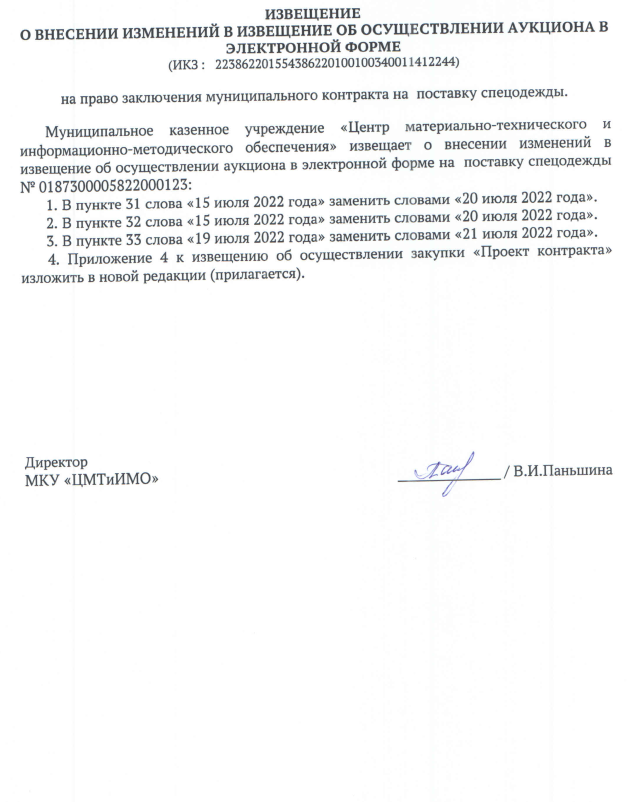 ИЗВЕЩЕНИЕ
О ВНЕСЕНИИ ИЗМЕНЕНИЙ В ИЗВЕЩЕНИЕ ОБ ОСУЩЕСТВЛЕНИИ АУКЦИОНА В
ЭЛЕКТРОННОЙ ФОРМЕ
(ИКЗ : 223862201554386220100100340011412244)
на право заключения муниципального контракта на поставку спецодежды.
Муниципальное казенное учреждение «Центр материально-технического и
информационно-методического обеспечения» извещает о внесении изменений в
извещение об осуществлении аукциона в электронной форме на поставку спецодежды
№ 0187300005822000123:
1. В пункте 31 слова «15 июля 2022 года» заменить словами «20 июля 2022 года».
2. В пункте 32 слова «15 июля 2022 года» заменить словами «20 июля 2022 года».
3. В пункте 33 слова «19 июля 2022 года» заменить словами «21 июля 2022 года».
4. Приложение 4 к извещению об осуществлении закупки «Проект контракта»
изложить в новой редакции (прилагается).
Директор
МКУ «ЦМТиИМО» / В.И.Паньшина